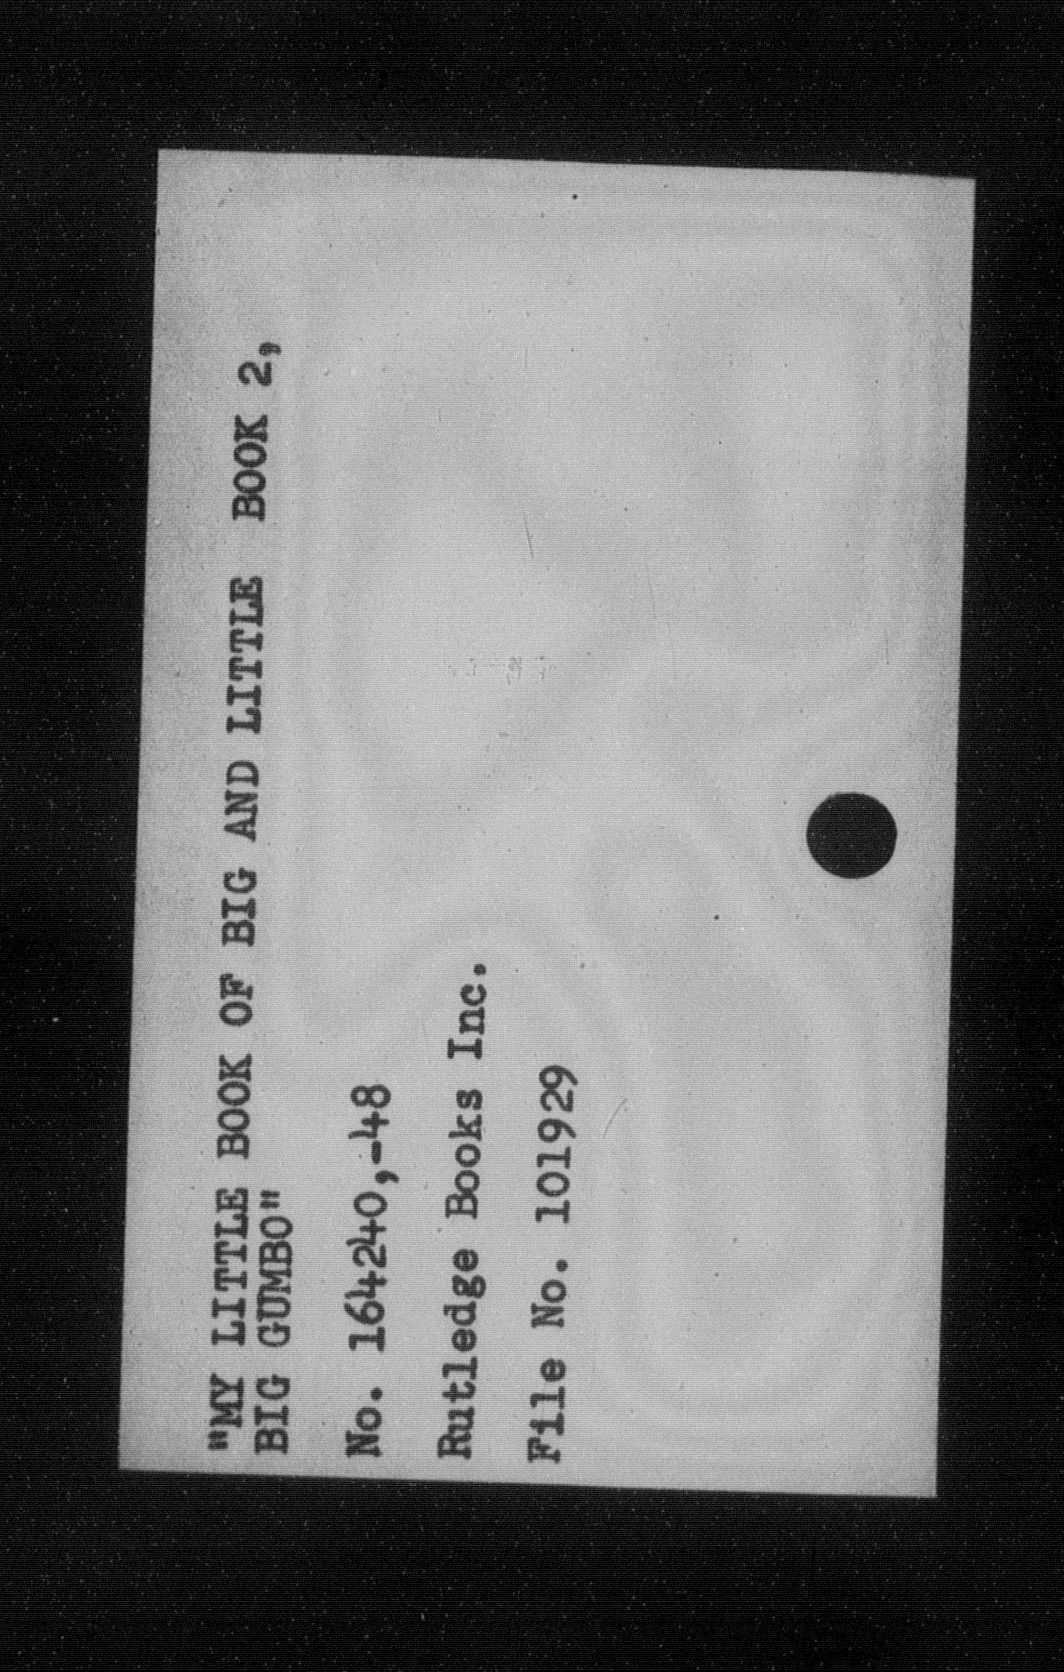 "MY LITTLE BOOK OF BIG AND LITTLE  BOOK 2,
BIG GUMBO"
No. 164240,-48
Rutledge Books Inc.
File No. 101929